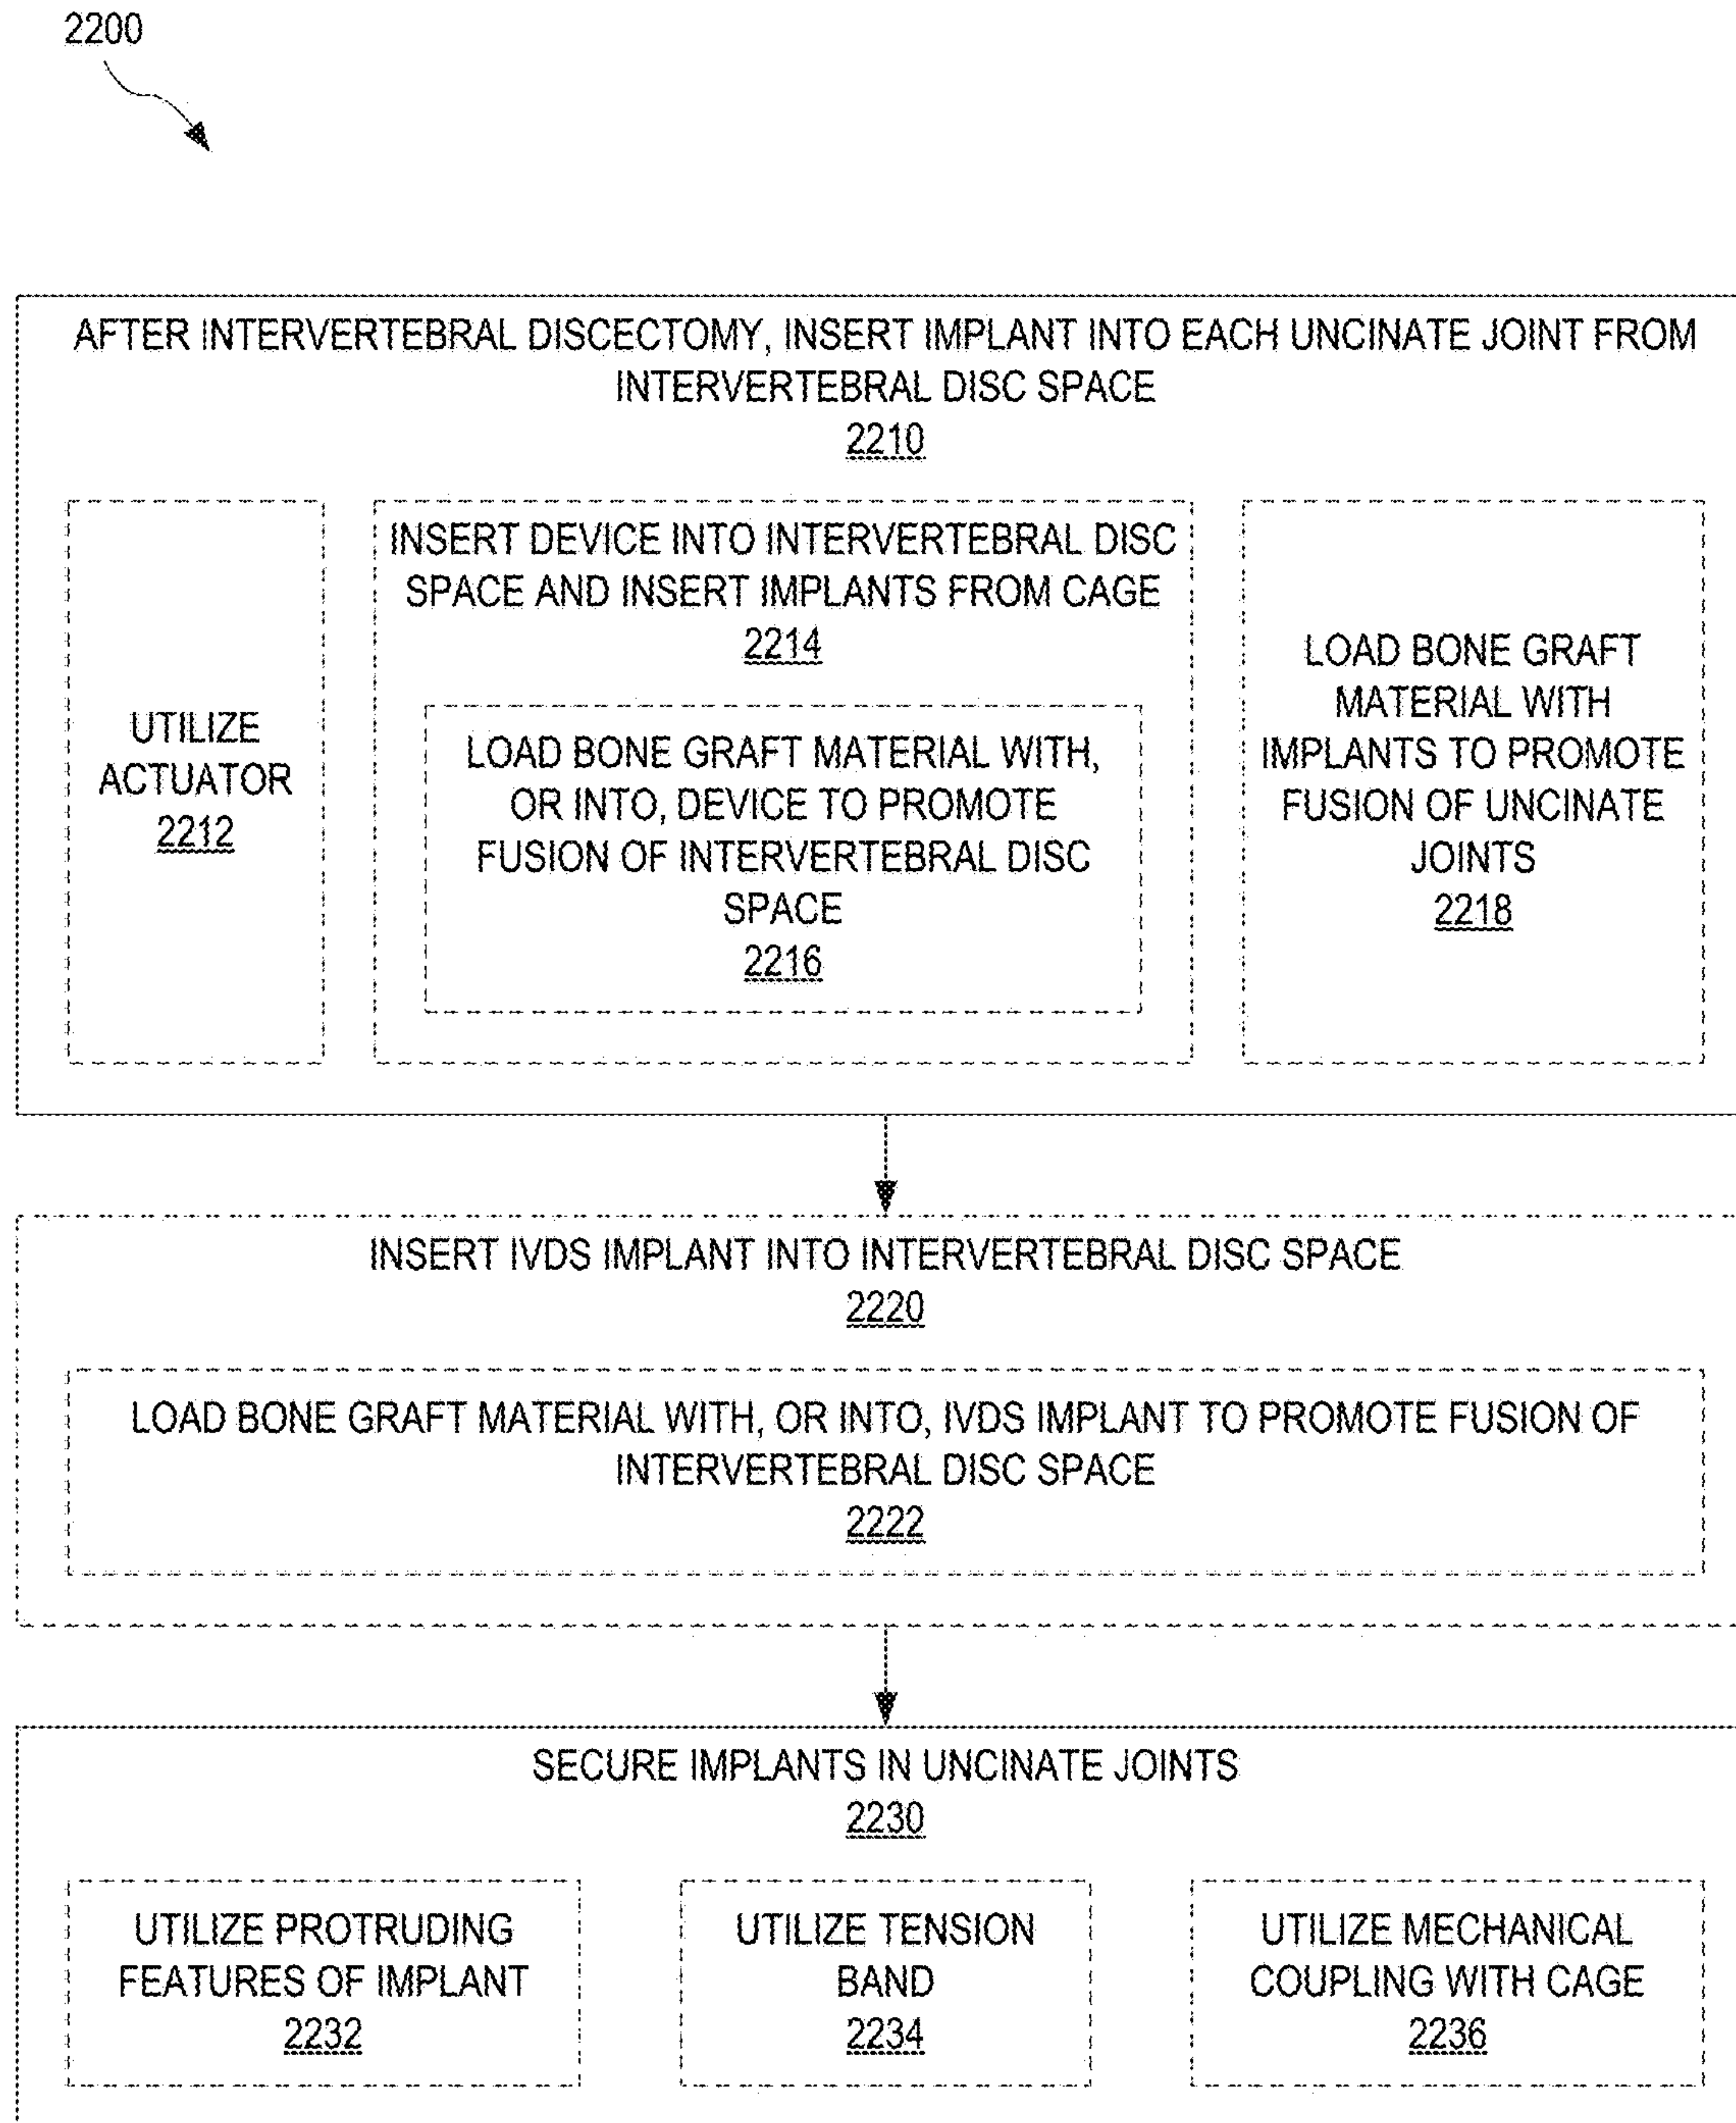 2200
AFTER INTERVERTEBRAL DISCECTOMY, INSERT IMPLANT INTO EACH UNCINATE JOINT FROM
INTERVERTEBRAL DISC SPACE
2210
UTILIZE
ACTUATOR
2212
INSERT DEVICE INTO INTERVERTEBRAL DISC
SPACE AND INSERT IMPLANTS FROM CAGE
2214
LOAD BONE GRAFT MATERIAL WITH,
OR INTO, DEVICE TO PROMOTE
FUSION OF INTERVERTEBRAL DISC
SPACE
2216
LOAD BONE GRAFT
MATERIAL WITH
IMPLANTS TO PROMOTE
FUSION OF UNCINATE
JOINTS
2218
INSERT IVDS IMPLANT INTO INTERVERTEBRAL DISC SPACE
2220
LOAD BONE GRAFT MATERIAL WITH, OR INTO, IVDS IMPLANT TO PROMOTE FUSION OF
INTERVERTEBRAL DISC SPACE
2222
SECURE IMPLANTS IN UNCINATE JOINTS
2230
UTILIZE PROTRUDING
FEATURES OF IMPLANT
2232
UTILIZE TENSION
BAND
2234
UTILIZE MECHANICAL
COUPLING WITH CAGE
2236